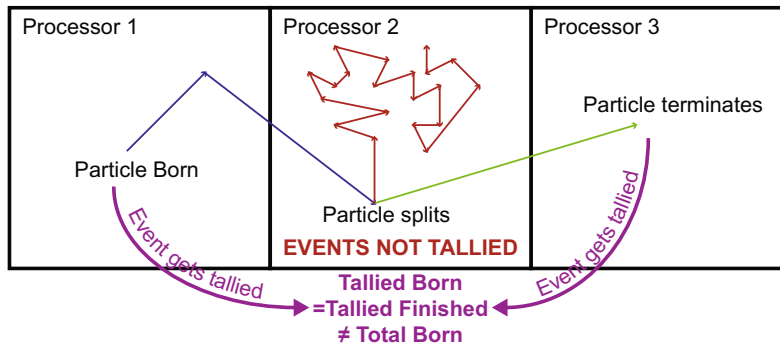 Processor 1
Processor 2
Processor 3
Particle terminates
Particle Born
Particle splits
EVENTS NOT TALLIED
Event gets tallied
Event gets tallied
Tallied Born
=Tallied Finished
≠ Total Born